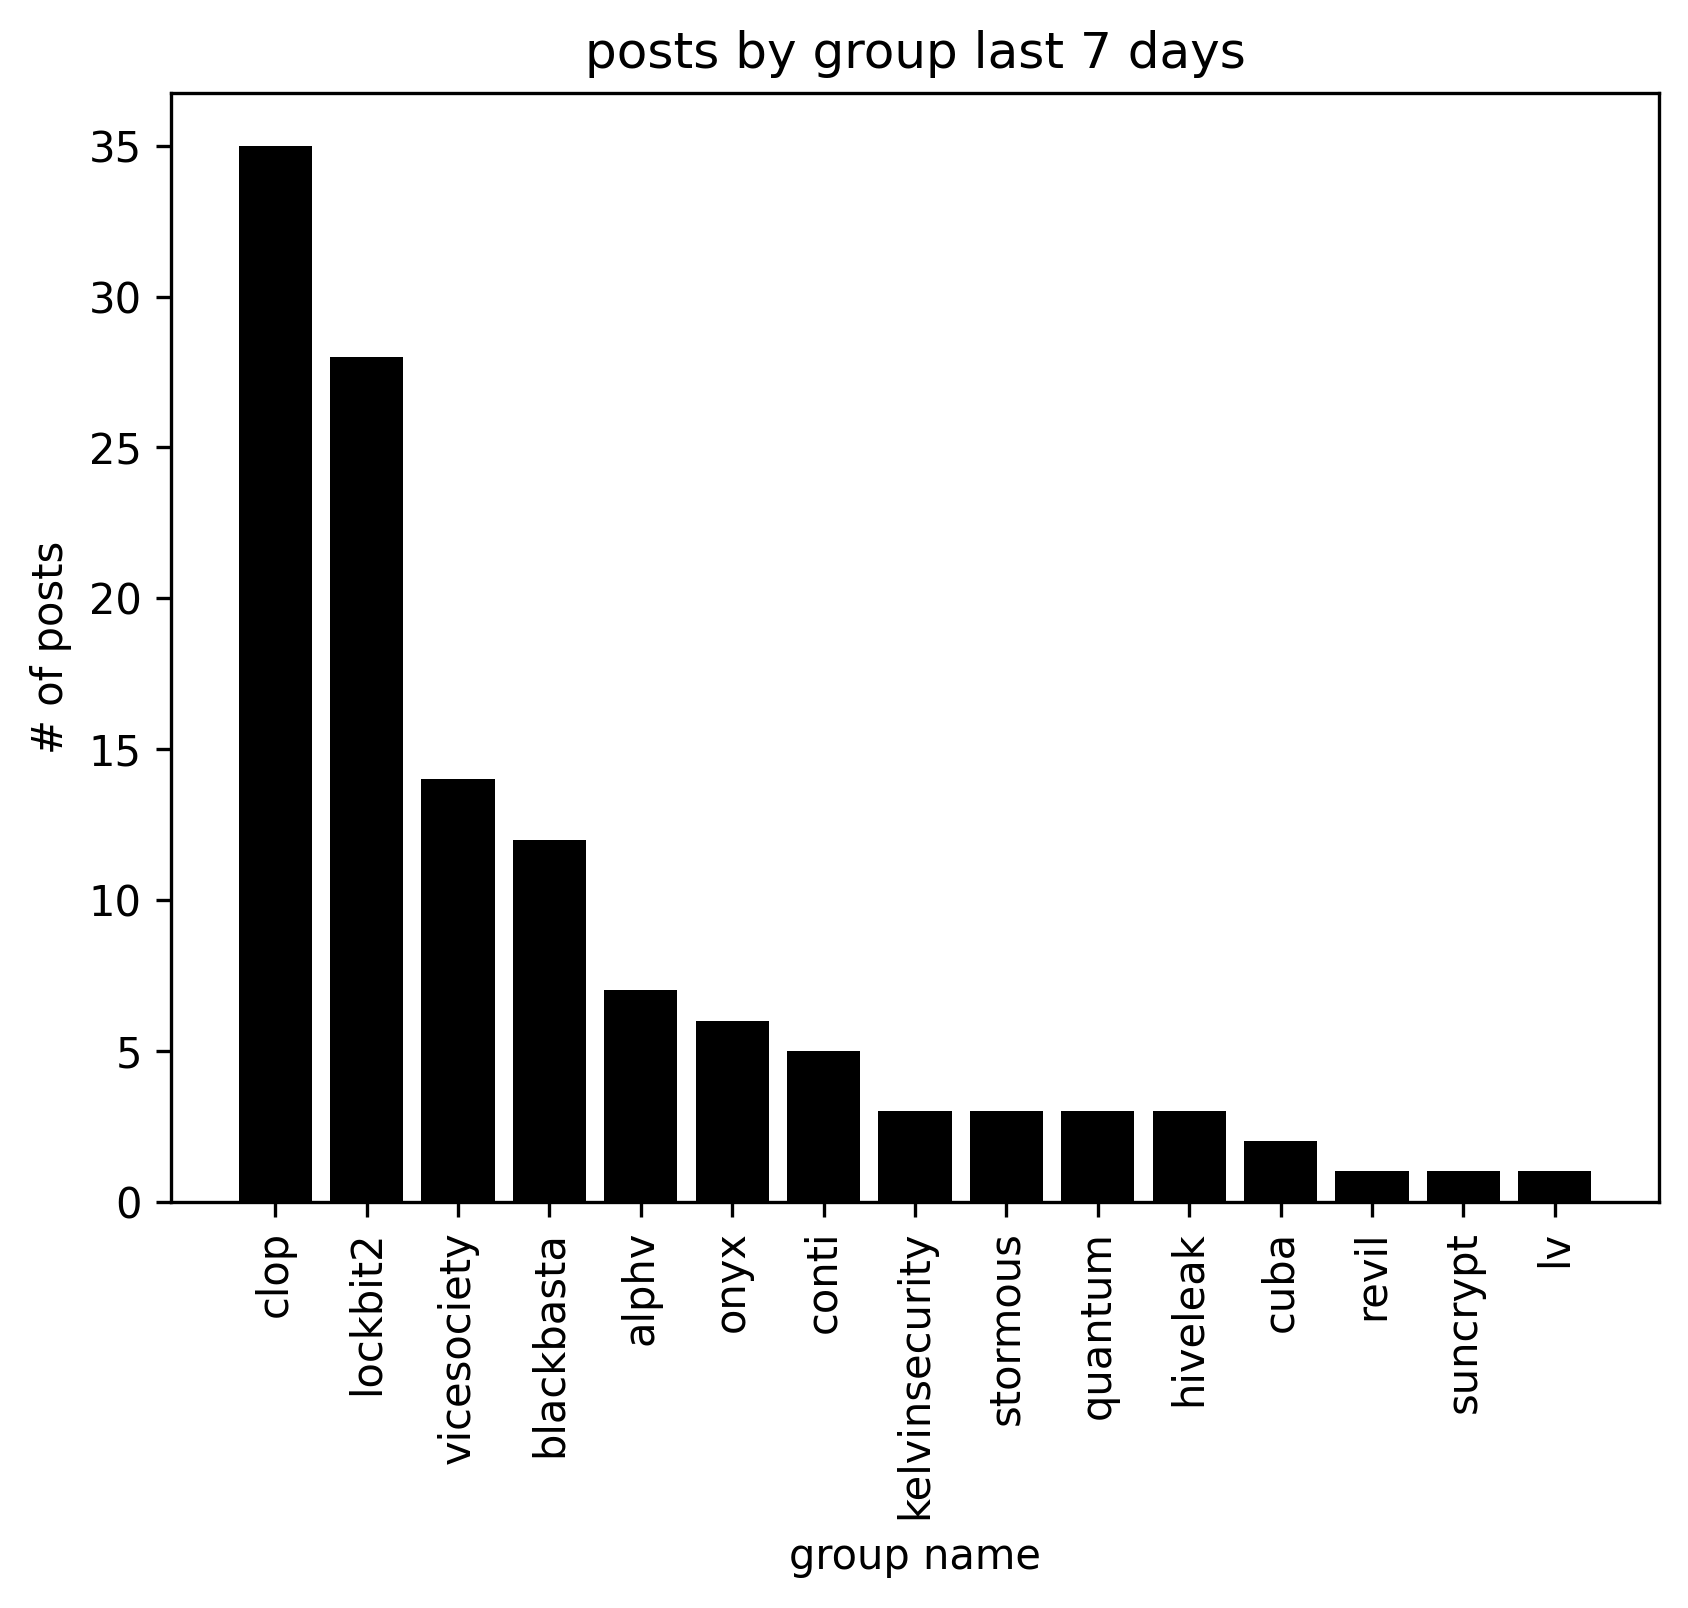 posts by group last 7 days
# of posts
35
30
25
20
15
10
5
0
clop
lockbit2
vicesociety
blackbasta
alphv
onyx
conti
kelvinsecurity
stormous
quantum
hiveleak
cuba
revil
suncrypt
lv
group name